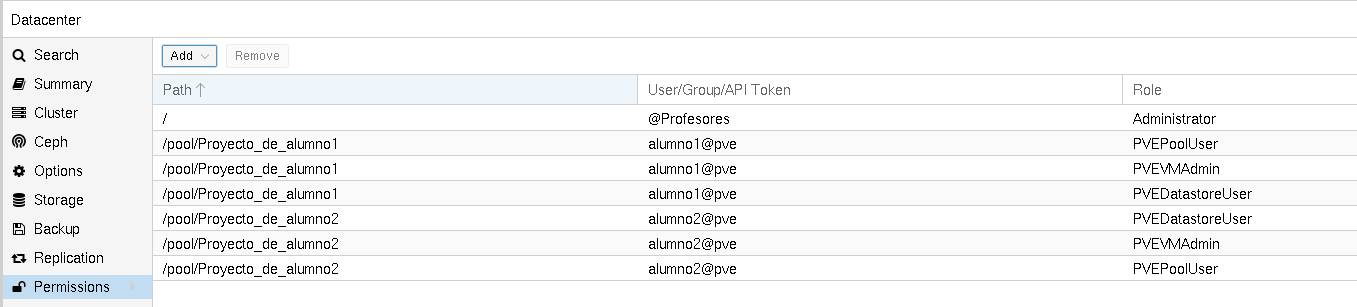 Datacenter
Search
Summary
Cluster
Ceph
Options
Storage
Backup
Replication
Permissions
Add Remove
Path User/Group/API Token Role
/ @Profesores Administrator
/pool/Proyecto_de_alumno1 alumno1@pve PVEPoolUser
/pool/Proyecto_de_alumno1 alumno1@pve PVEVMAdmin
/pool/Proyecto_de_alumno1 alumno1@pve PVEDatastoreUser
/pool/Proyecto_de_alumno2 alumno2@pve PVEDatastoreUser
/pool/Proyecto_de_alumno2 alumno2@pve PVEVMAdmin
/pool/Proyecto_de_alumno2 alumno2@pve PVEPoolUser